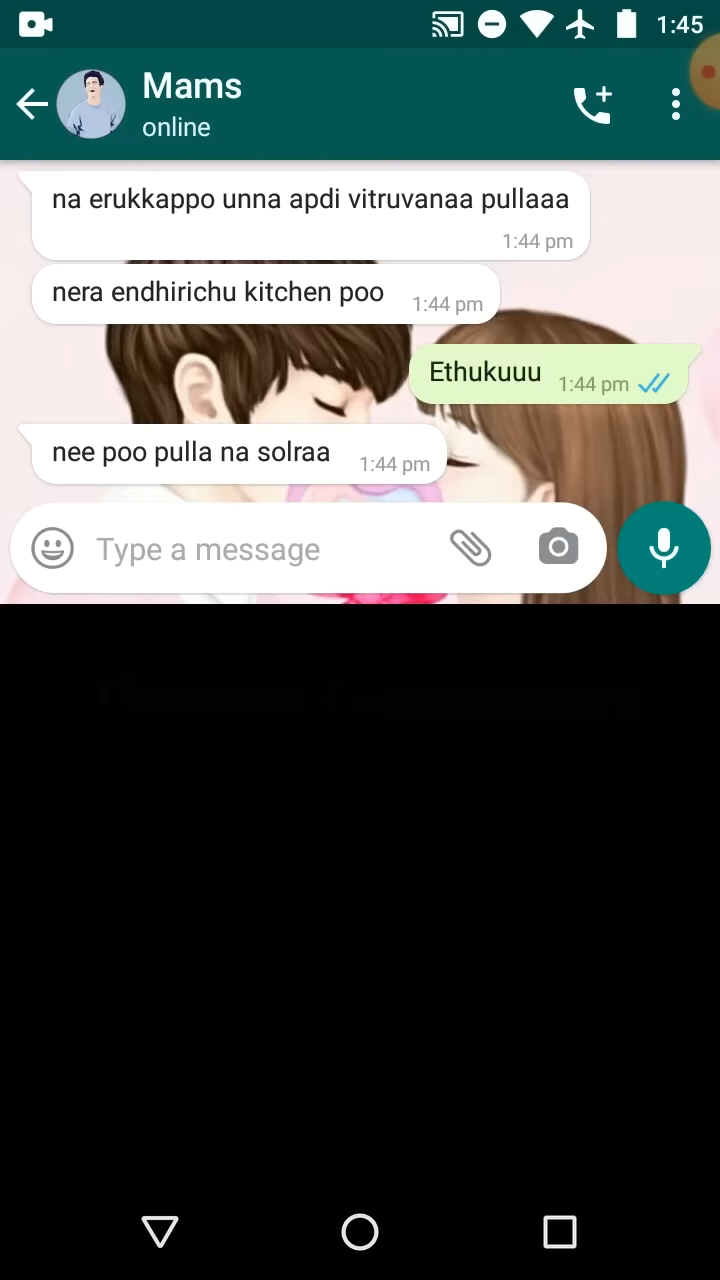 1:45
Mams
online
na erukkappo unna apdi vitruvanaa pullaaa
1:44 pm
nera endhirichu kitchen poo 1:44 pm
Ethukuuu 1:44 pm
nee poo pulla na solraa 1:44 pm
Type a message